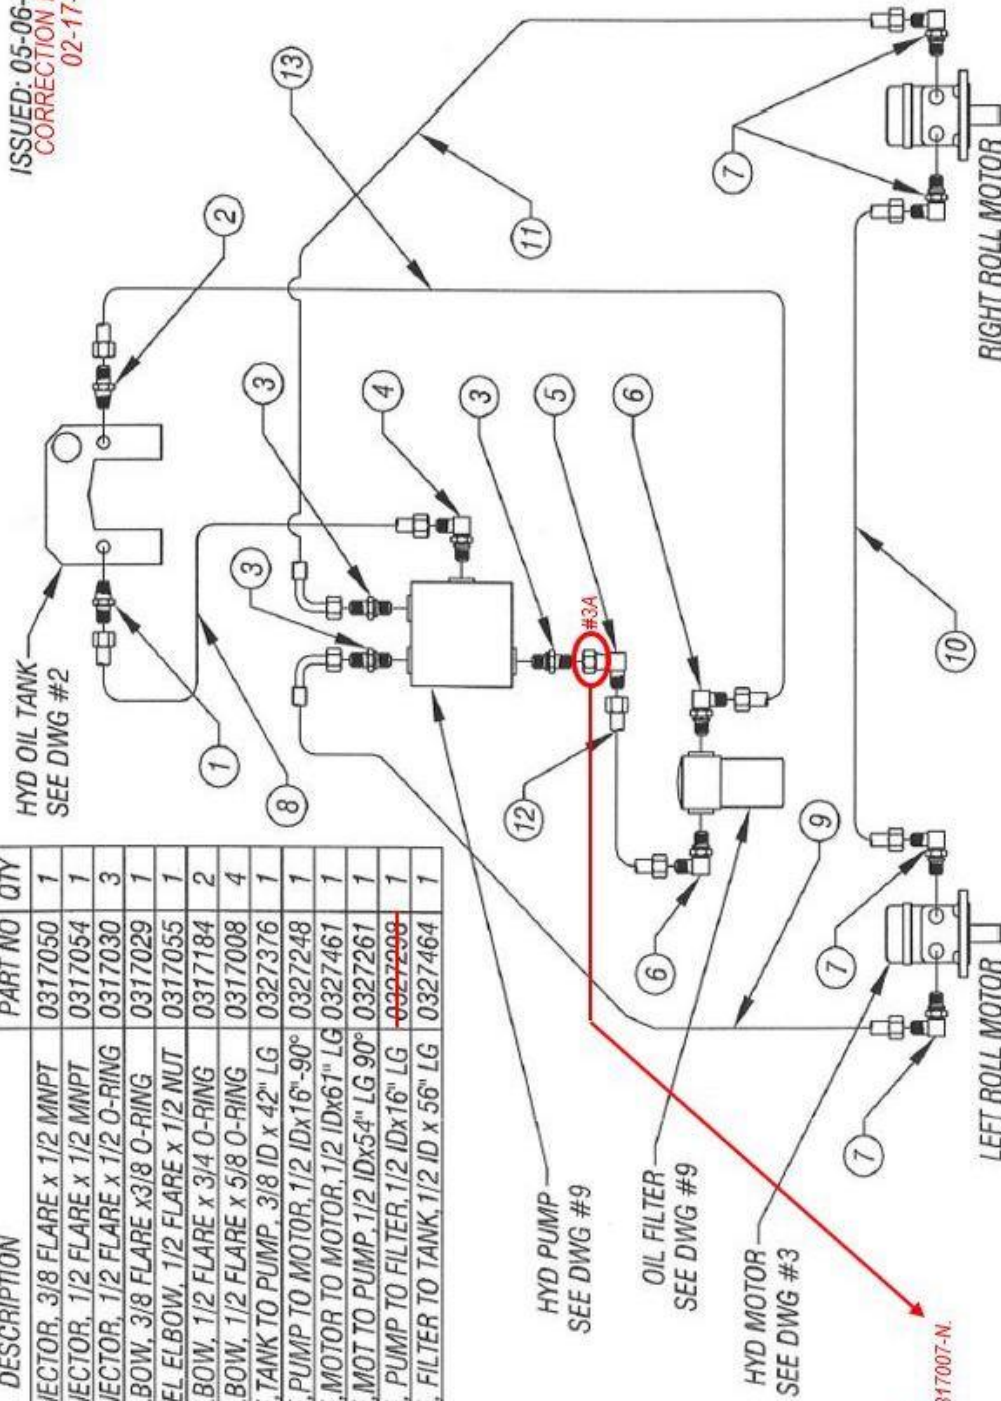 ISSUED: 05-06-
CORRECTION
02-17-
DESCRIPTION PART NO QTY
NECTOR, 3/8 FLARE x 1/2 MNPT 0317050 1
NECTOR, 1/2 FLARE x 1/2 MNPT 0317054 1
NECTOR, 1/2 FLARE x 1/2 O-RING 0317030 3
BOW, 3/8 FLARE x3/8 O-RING 0317029 1
EL ELBOW, 1/2 FLARE x 1/2 NUT 0317055 1
BOW, 1/2 FLARE x 3/4 O-RING 0317184 2
BOW, 1/2 FLARE x 5/8 O-RING 0317008 4
, TANK TO PUMP, 3/8 ID x 42" LG 0327376 1
, PUMP TO MOTOR, 1/2 IDx16"-90° 0327248 1
, MOTOR TO MOTOR, 1/2 IDx61" LG 0327461 1
, MOT TO PUMP, 1/2 IDx54" LG 90° 0327261 1
, PUMP TO FILTER, 1/2 IDx16" LG 1
, FILTER TO TANK, 1/2 ID x 56" LG 0327464 1
HYD OIL TANK
SEE DWG #2
1
2
8
13
3
3
4
11
3
5
#3A
6
12
6
HYD PUMP
SEE DWG #9
OIL FILTER
SEE DWG #9
HYD MOTOR
SEE DWG #3
9
10
7
7
7
LEFT ROLL MOTOR
RIGHT ROLL MOTOR
317007-N.